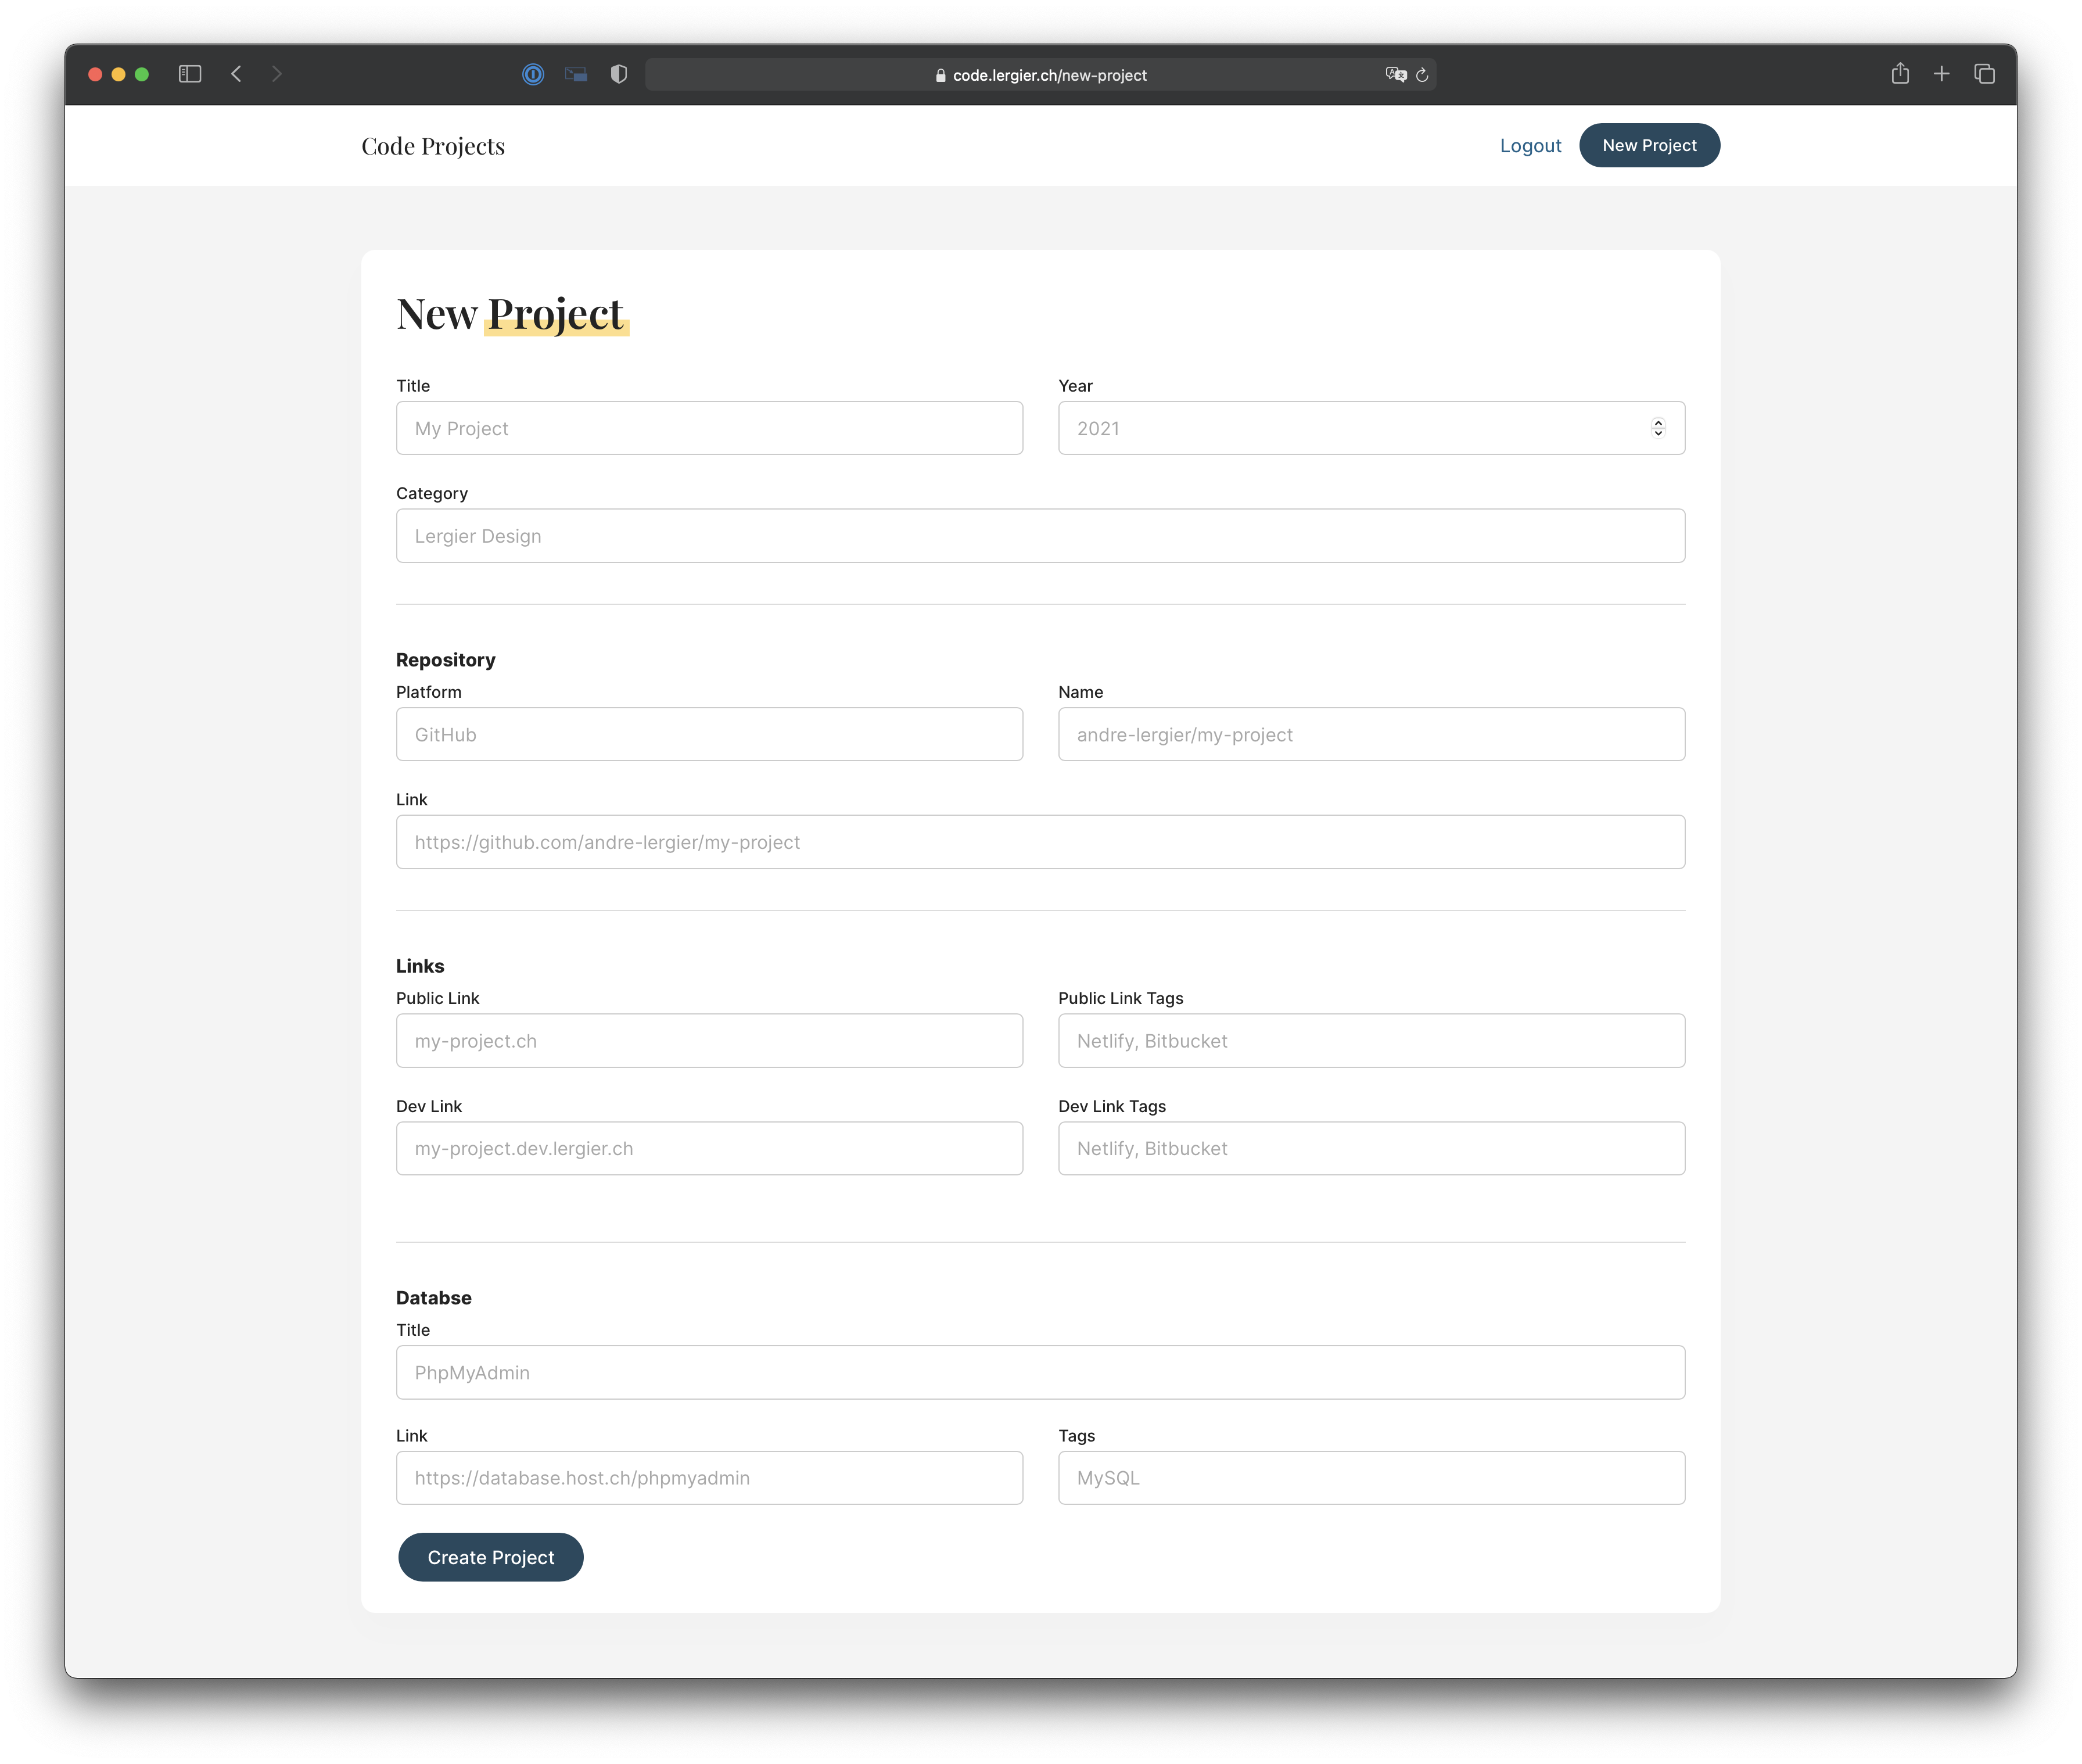 code.lergier.ch/new-project
Code Projects
Logout
New Project
New Project
Title
Year
My Project
2021
Category
Lergier Design
Repository
Platform
Name
GitHub
andre-lergier/my-project
Link
https://github.com/andre-lergier/my-project
Links
Public Link
Public Link Tags
my-project.ch
Netlify, Bitbucket
Dev Link
Dev Link Tags
my-project.dev.lergier.ch
Netlify, Bitbucket
Databse
Title
PhpMyAdmin
Link
Tags
https://database.host.ch/phpmyadmin
MySQL
Create Project